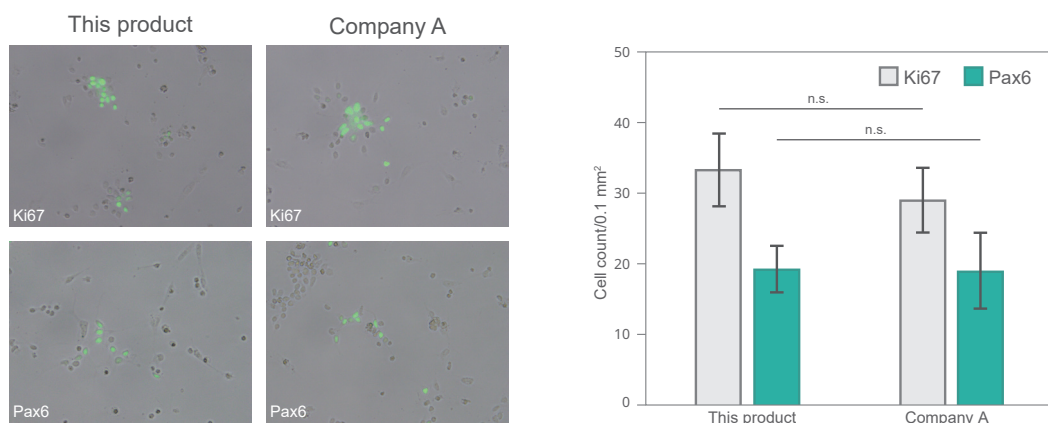 This product
Company A
Ki67
Ki67
Pax6
Pax6
50
40
30
20
10
0
Cell count/0.1 mm²
Ki67
Pax6
n.s.
n.s.
This product
Company A